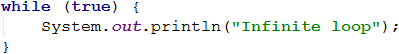 while (true) {
    System.out.println("Infinite loop");
}